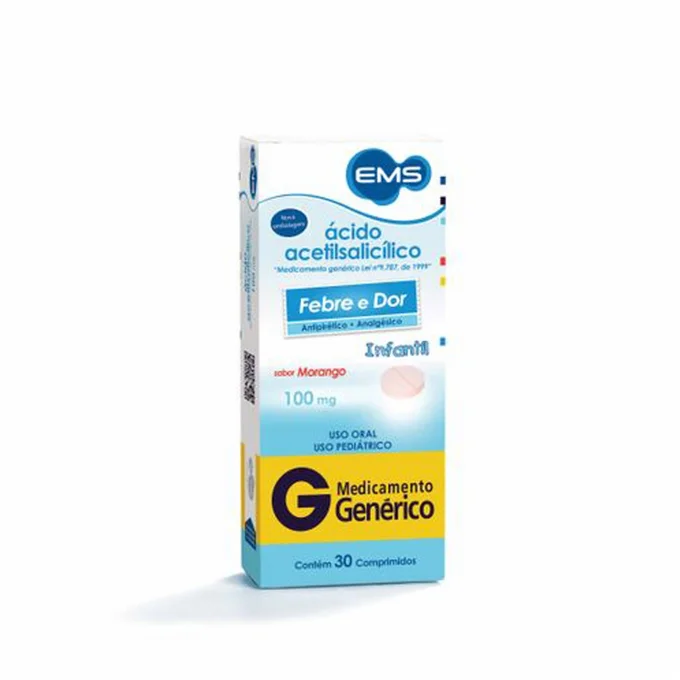 EMS
Nova
embalagem
ácido
acetilsalicílico
"Medicamento genérico Lei nº9.787, de 1999"
Febre e Dor
Antipirético • Analgésico
Infantil
sabor Morango
100 mg
USO ORAL
USO PEDIÁTRICO
G Medicamento
Genérico
Contém 30 Comprimidos